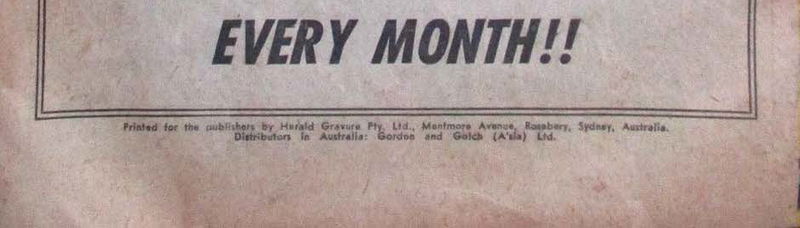 EVERY MONTH!!
Printed for the publishers by Herald Gravure Pty. Ltd., Mentmore Avenue, Rosebery, Sydney, Australia.
Distributors in Australia: Gordon and Gotch (A'sia) Ltd.